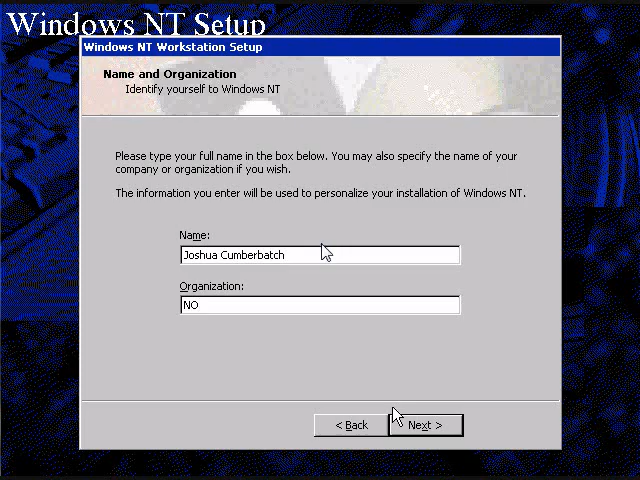 Windows NT Setup
Windows NT Workstation Setup
Name and Organization
Identify yourself to Windows NT
Please type your full name in the box below. You may also specify the name of your
company or organization if you wish.
The information you enter will be used to personalize your installation of Windows NT.
Name:
Joshua Cumberbatch
Organization:
NO
< Back
Next >